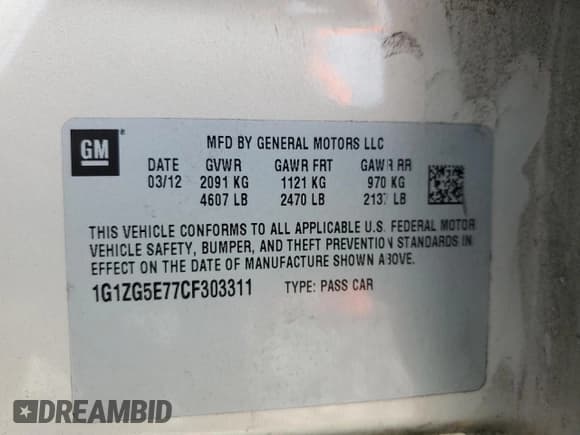 GM
MFD BY GENERAL MOTORS LLC
DATE GVWR GAWR FRT GAWR RR
03/12 2091 KG 1121 KG 970 KG
4607 LB 2470 LB 2137 LB
THIS VEHICLE CONFORMS TO ALL APPLICABLE U.S. FEDERAL MOTOR
VEHICLE SAFETY, BUMPER, AND THEFT PREVENTION STANDARDS IN
EFFECT ON THE DATE OF MANUFACTURE SHOWN ABOVE.
1G1ZG5E77CF303311 TYPE: PASS CAR
DREAMBID